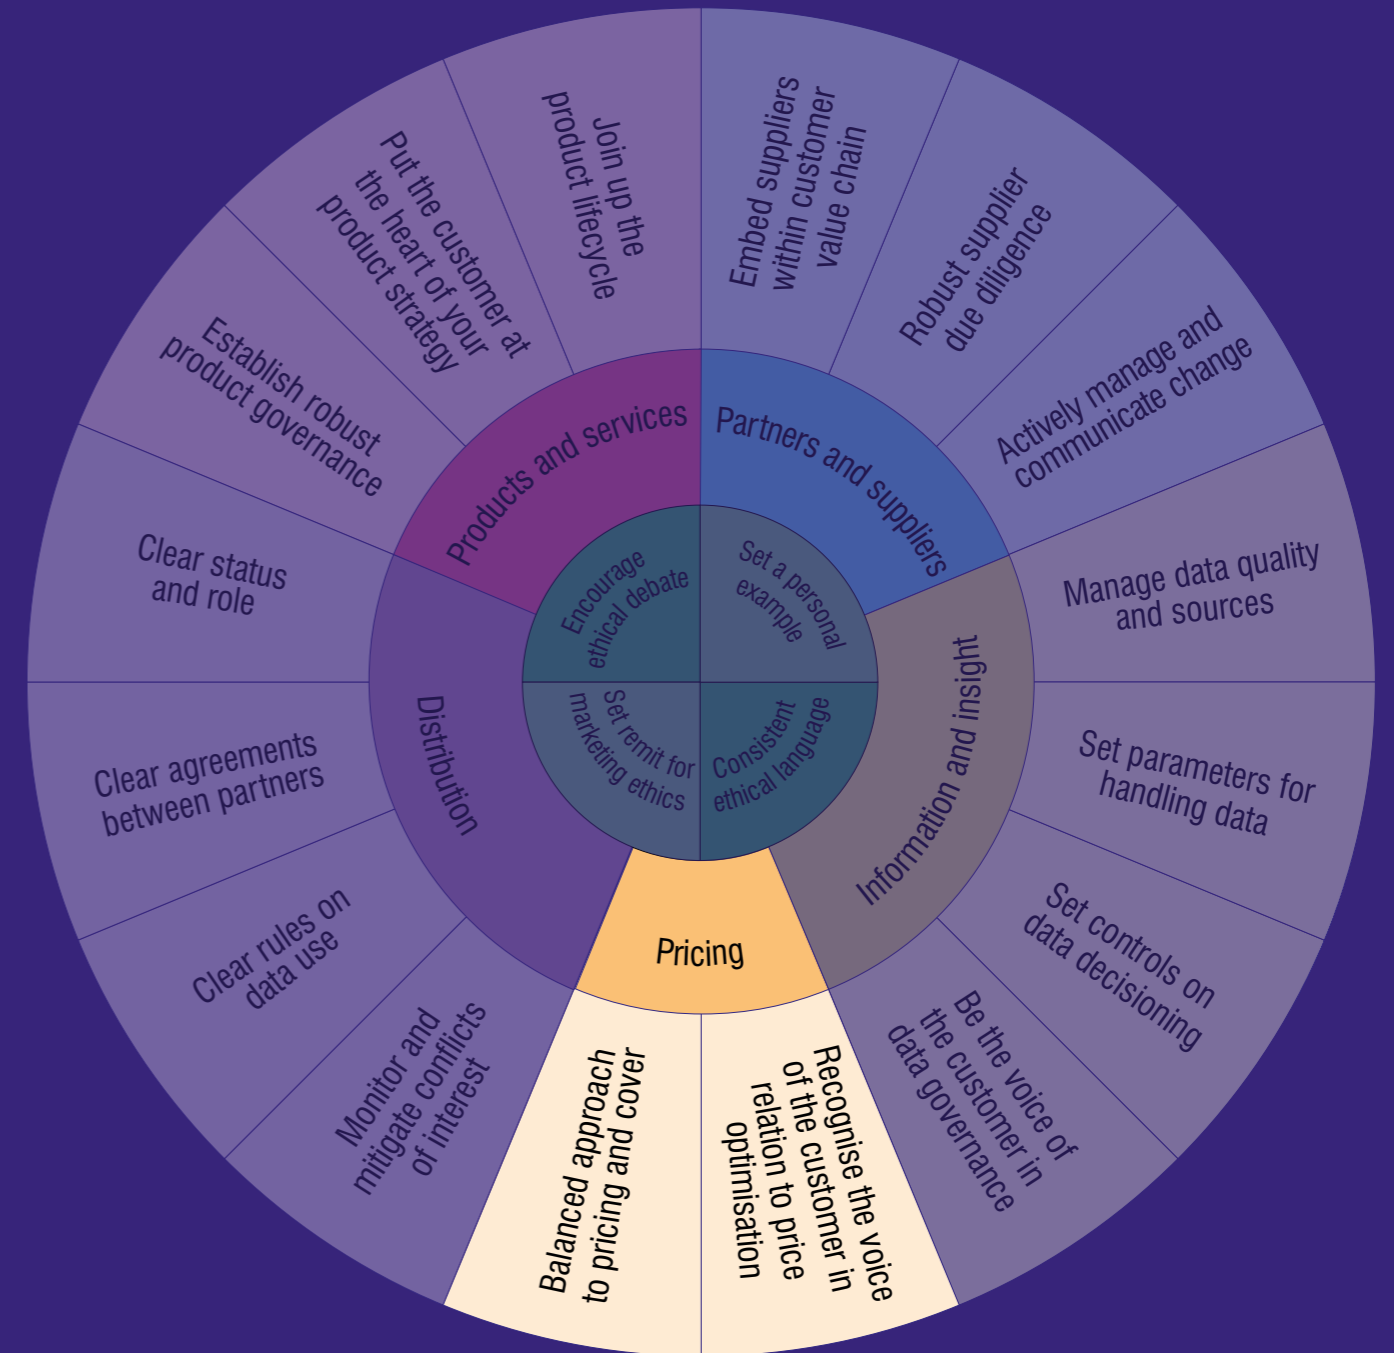 Join up the
product lifecycle
Put the customer at
the heart of your
product strategy
Establish robust
product governance
Clear status
and role
Clear agreements
between partners
Clear rules on
data use
Monitor and
mitigate conflicts
of interest
Balanced approach
to pricing and cover
Recognise the voice
of the customer in
relation to price
optimisation
Be the voice of
the customer in
data governance
Set controls on
data decisioning
Set parameters for
handling data
Manage data quality
and sources
Actively manage and
communicate change
Robust supplier
due diligence
Embed suppliers
within customer
value chain
Products and services
Partners and suppliers
Information and insight
Pricing
Distribution
Encourage
ethical debate
Set a personal
example
Consistent
ethical language
Set remit for
marketing ethics